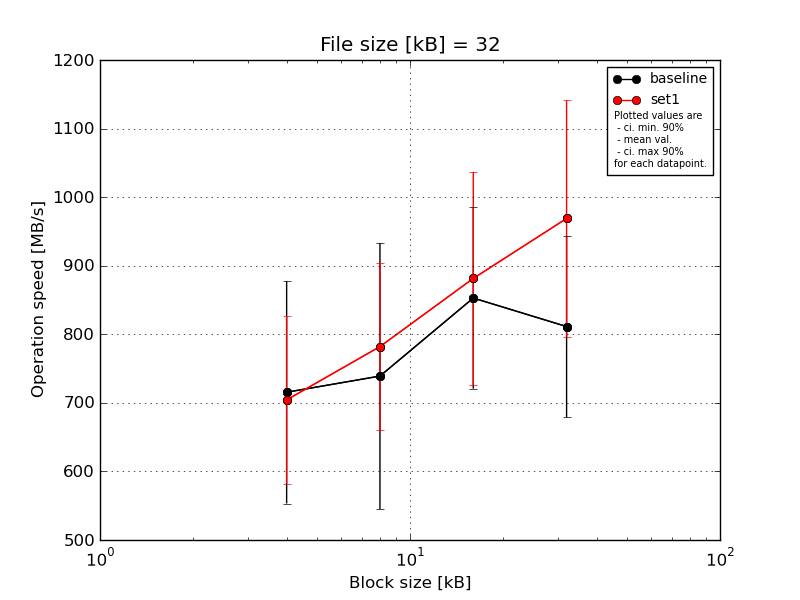 File size [kB] = 32
1200
1100
1000
900
800
700
600
500
Operation speed [MB/s]
10^0
10^1
10^2
Block size [kB]
baseline
set1
Plotted values are
- ci. min. 90%
- mean val.
- ci. max 90%
for each datapoint.